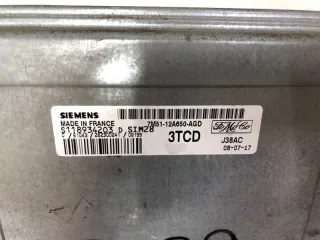 SIEMENS
MADE IN FRANCE
7M51-12A650-AGD
S118934203 D SIM28
3TCD
J38AC
08-07-17